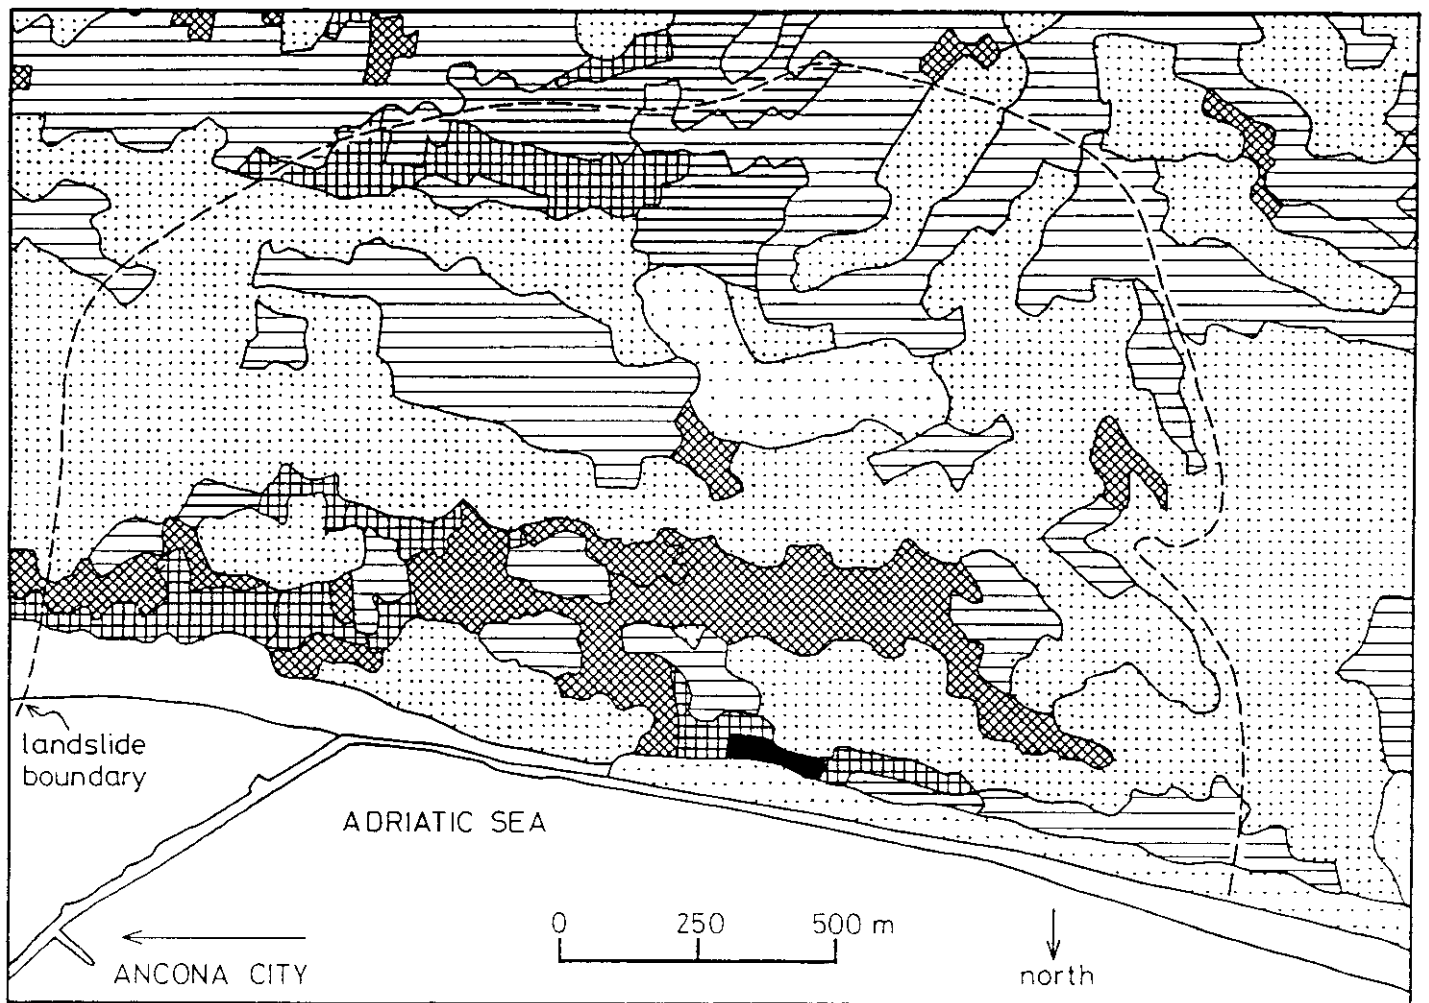 landslide
boundary
ADRIATIC SEA
0 250 500 m
ANCONA CITY
north